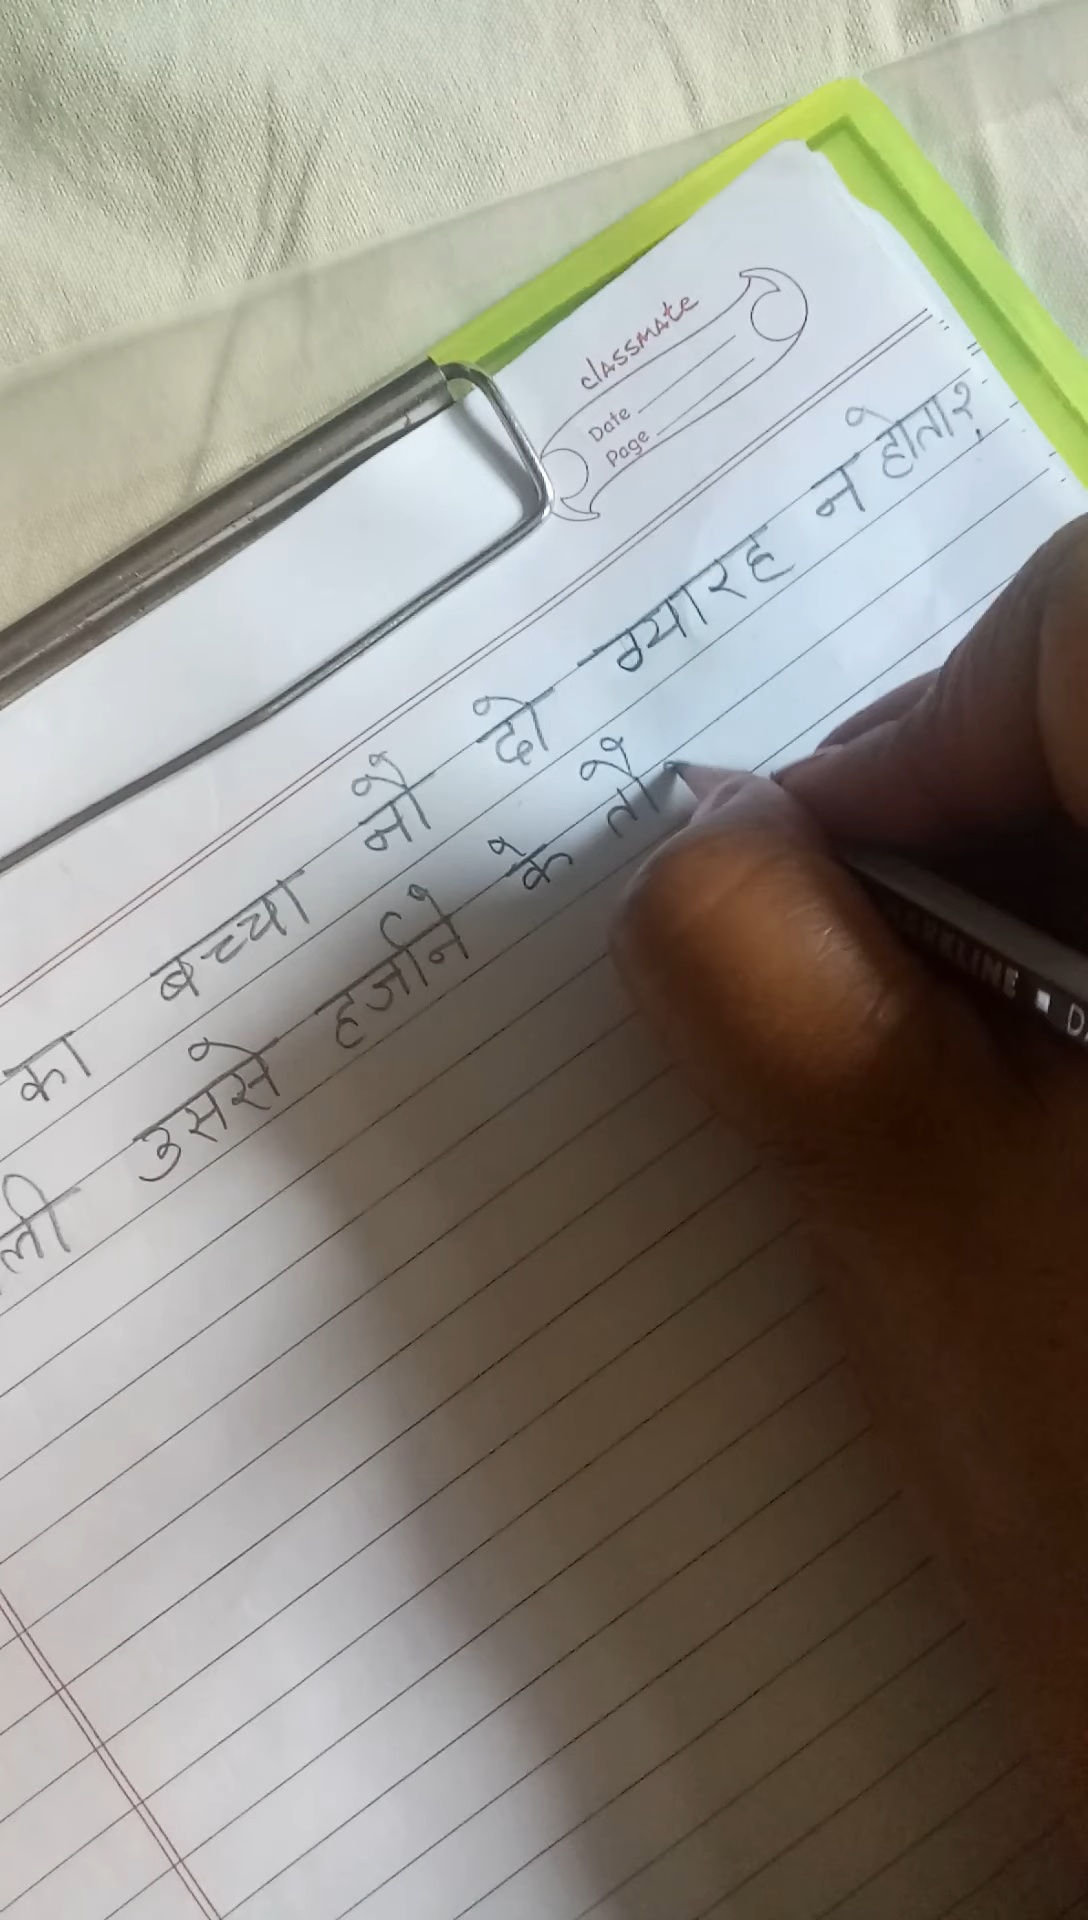 classmate
Date
Page
का बच्चा नौ दो ग्यारह न होता?
ली उससे हर्जाने के तौ